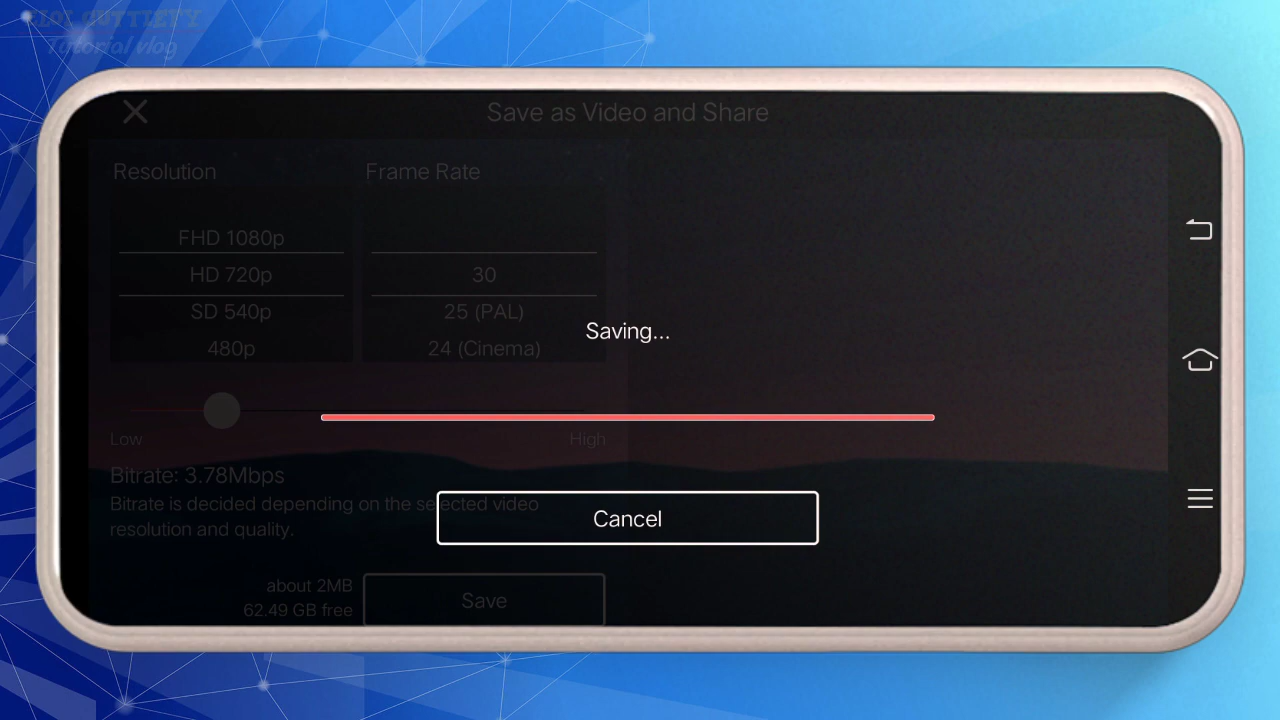 Tutorial vlog
Save as Video and Share
Resolution
Frame Rate
FHD 1080p
HD 720p
30
SD 540p
25 (PAL)
480p
24 (Cinema)
Saving...
Low
High
Bitrate: 3.78Mbps
Bitrate is decided depending on the selected video
resolution and quality.
Cancel
about 2MB
62.49 GB free
Save